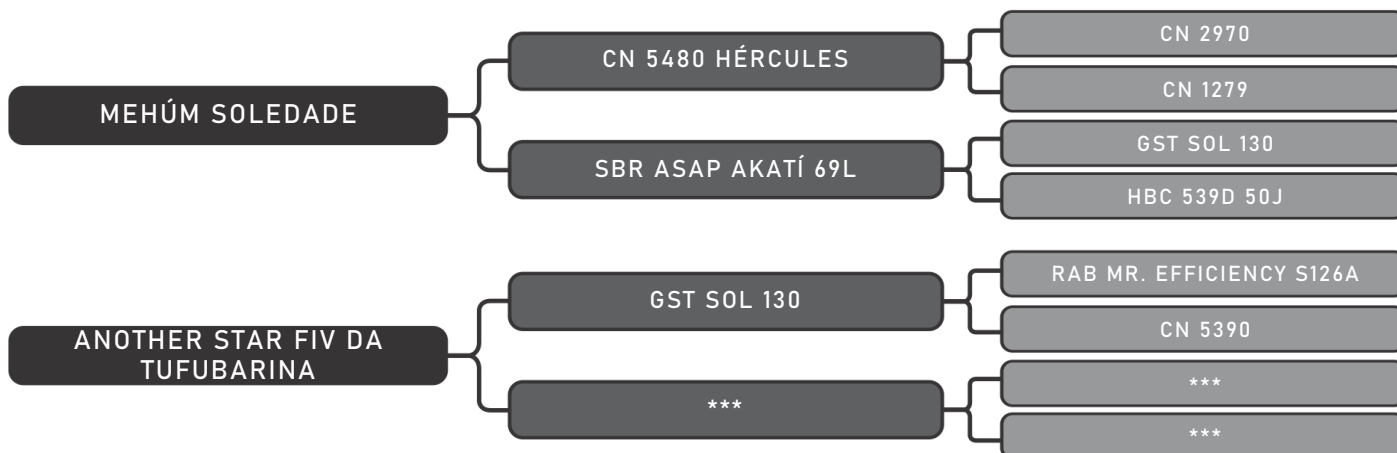 MEHÚM SOLEDADE
CN 5480 HÉRCULES
CN 2970
CN 1279
SBR ASAP AKATÍ 69L
GST SOL 130
HBC 539D 50J
ANOTHER STAR FIV DA
TUFUBARINA
GST SOL 130
RAB MR. EFFICIENCY S126A
CN 5390
***
***
***